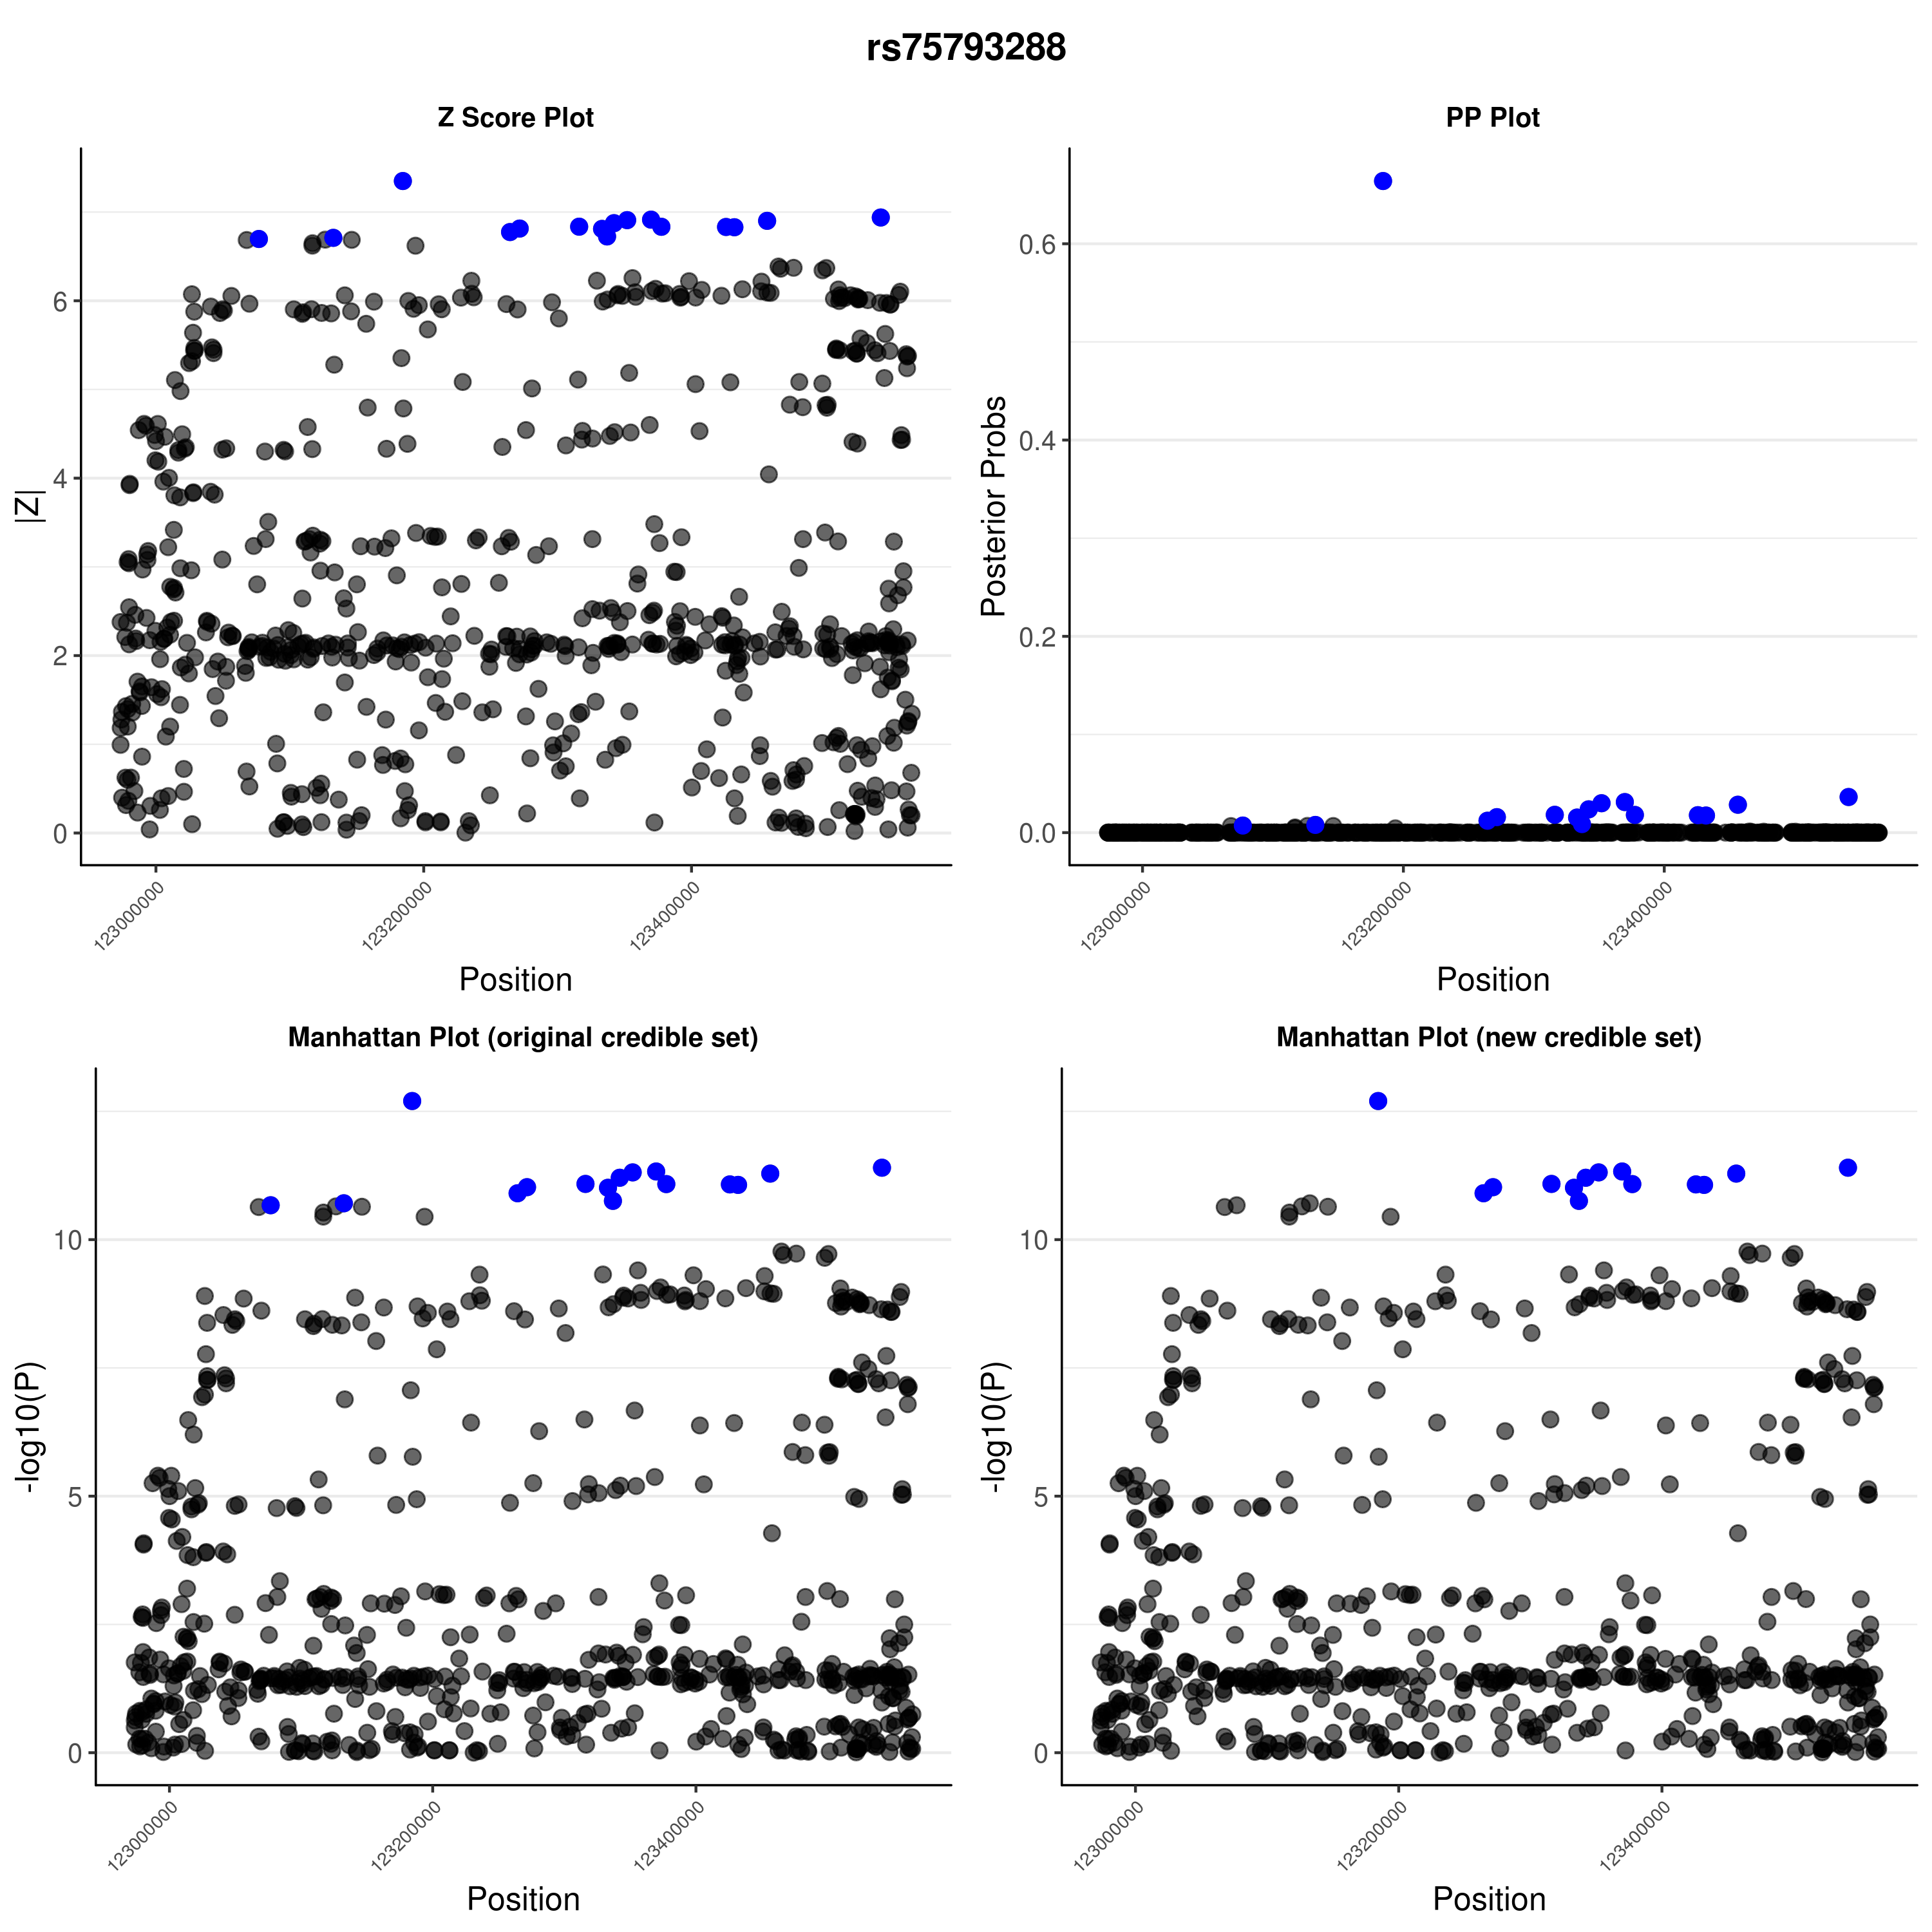 rs75793288
Z Score Plot
|Z|
6
4
2
0
123000000
123200000
123400000
Position
PP Plot
Posterior Probs
0.6
0.4
0.2
0.0
123000000
123200000
123400000
Position
Manhattan Plot (original credible set)
-log10(P)
10
5
0
123000000
123200000
123400000
Position
Manhattan Plot (new credible set)
-log10(P)
10
5
0
123000000
123200000
123400000
Position